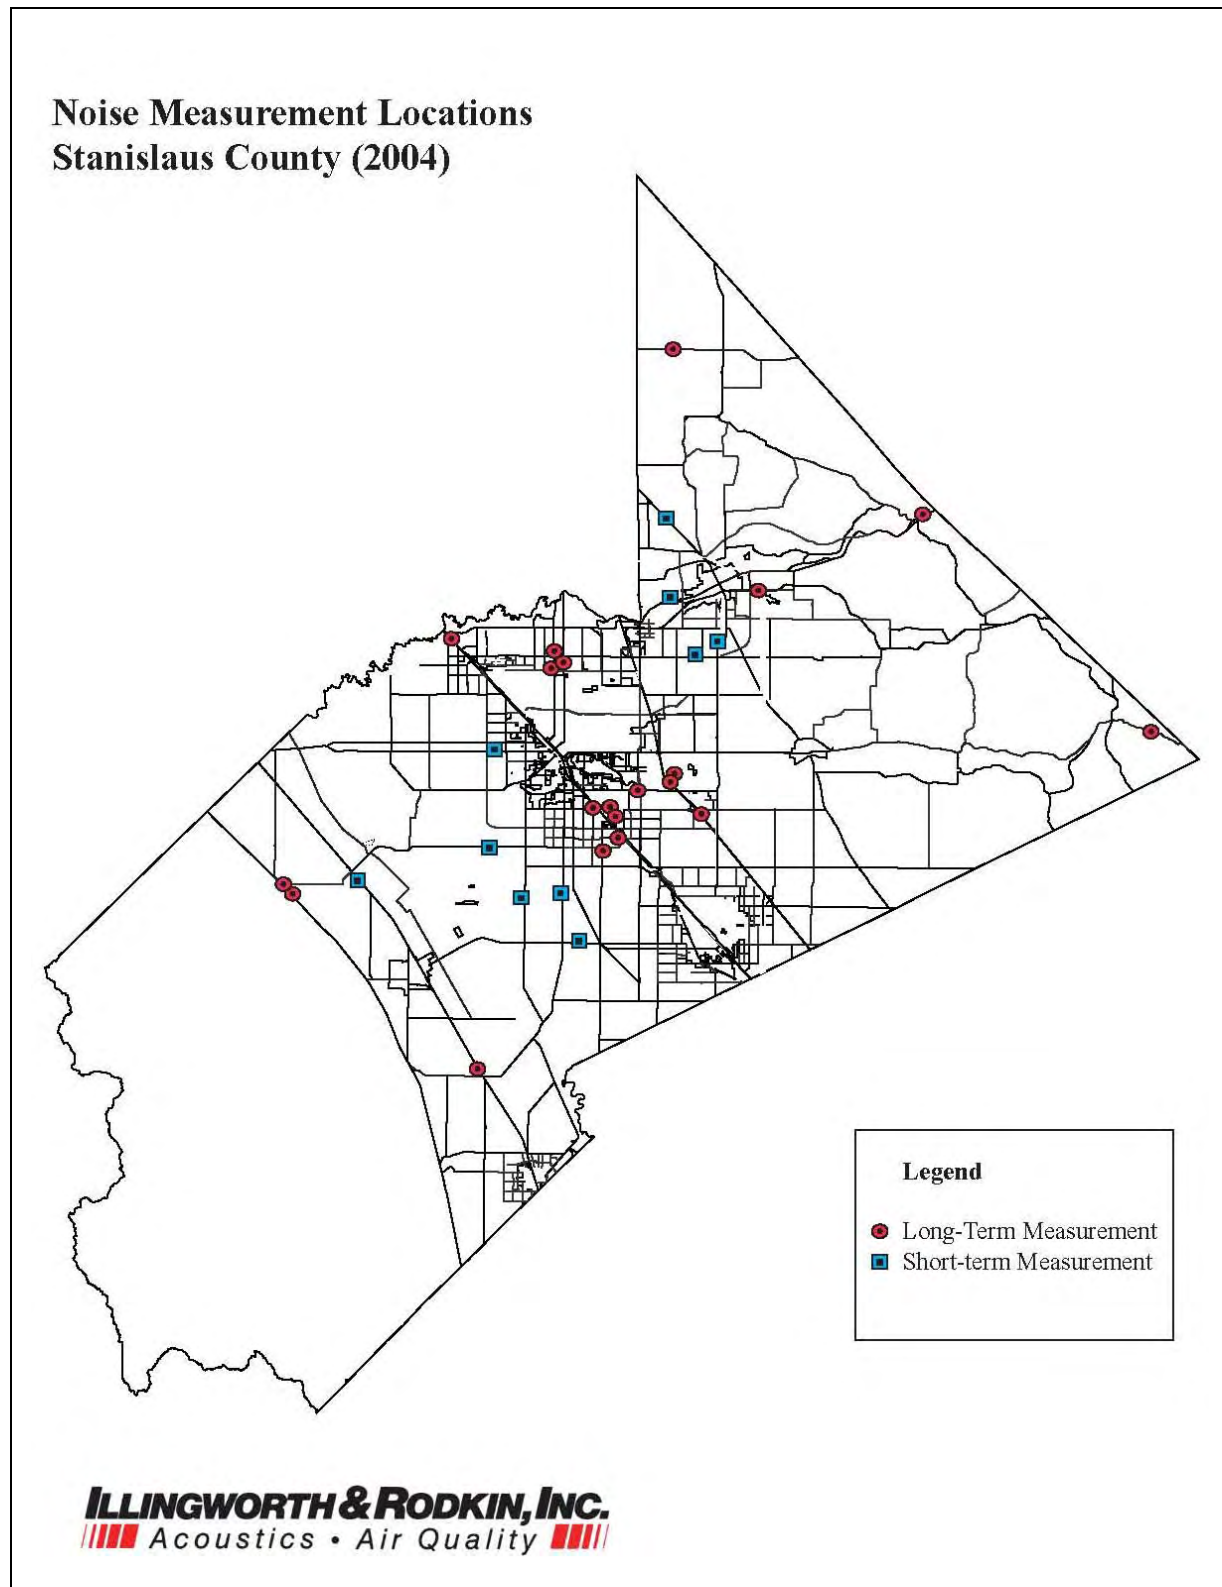 Noise Measurement Locations
Stanislaus County (2004)
Legend
Long-Term Measurement
Short-term Measurement
ILLINGWORTH & RODKIN, INC.
Acoustics • Air Quality